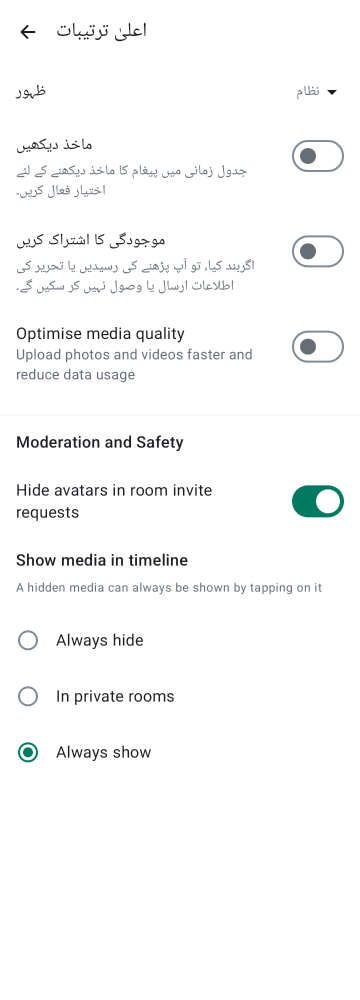 اعلیٰ ترتیبات
ظہور
نظام
ماخذ دیکھیں
جدول زمانی میں پیغام کا ماخذ دیکھنے کے لئے
اختیار فعال کریں۔
موجودگی کا اشتراک کریں
اگربند کیا، تو آپ پڑھنے کی رسیدیں یا تحریر کی
اطلاعات ارسال یا وصول نہیں کر سکیں گے۔
Optimise media quality
Upload photos and videos faster and
reduce data usage
Moderation and Safety
Hide avatars in room invite
requests
Show media in timeline
A hidden media can always be shown by tapping on it
Always hide
In private rooms
Always show